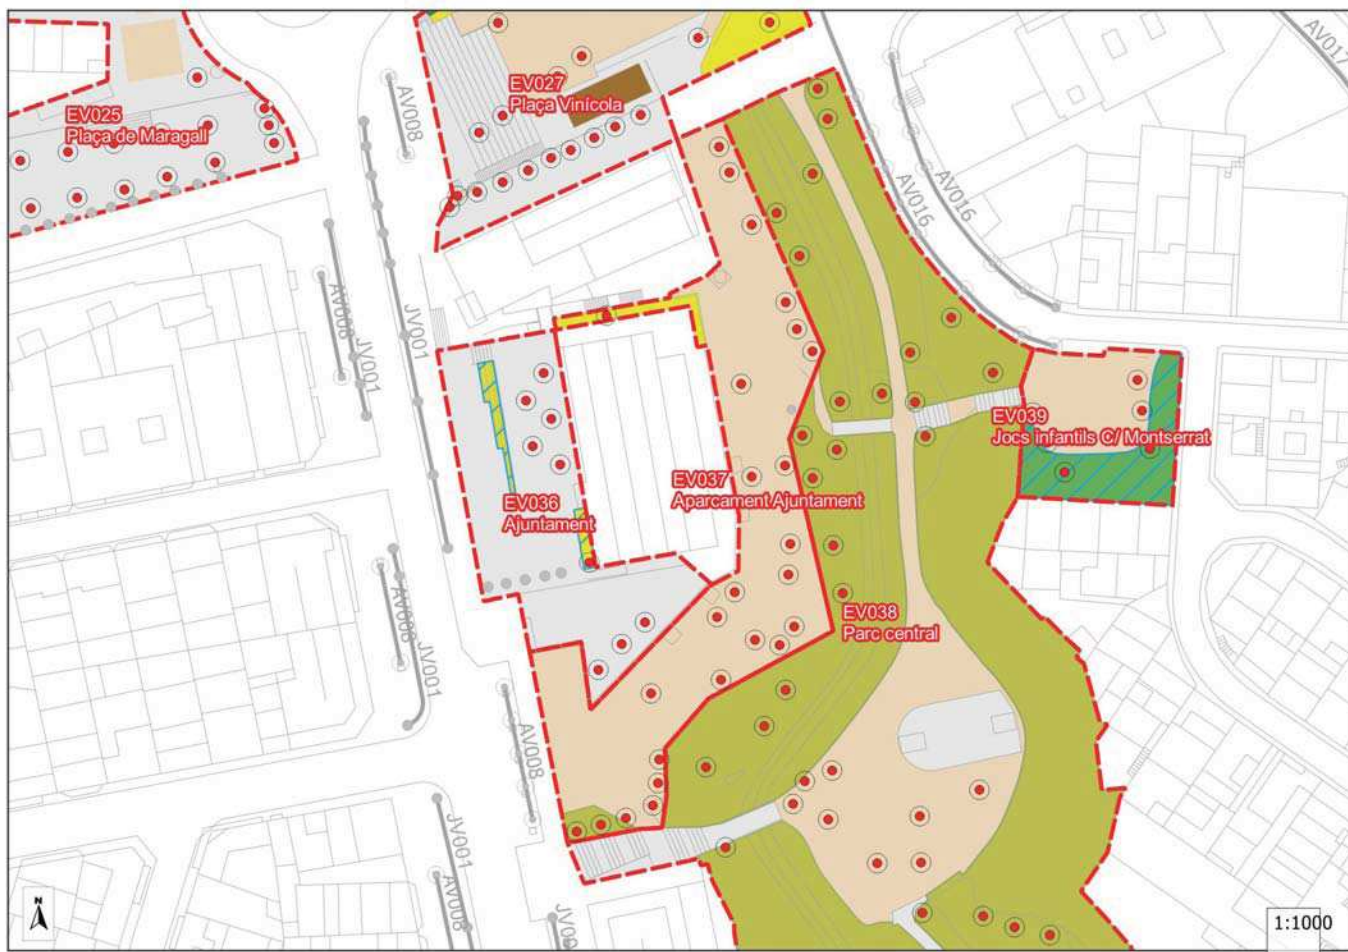 AV017
EV027
Plaça Vinícola
AV008
EV025
Plaça de Maragall
AV016
AV016
AV008
JV001
JV001
EV039
Jocs infantils C/ Montserrat
EV037
Aparcament Ajuntament
EV036
Ajuntament
AV008
JV001
EV038
Parc central
AV008
JV001
AV008
JV00
N
1:1000